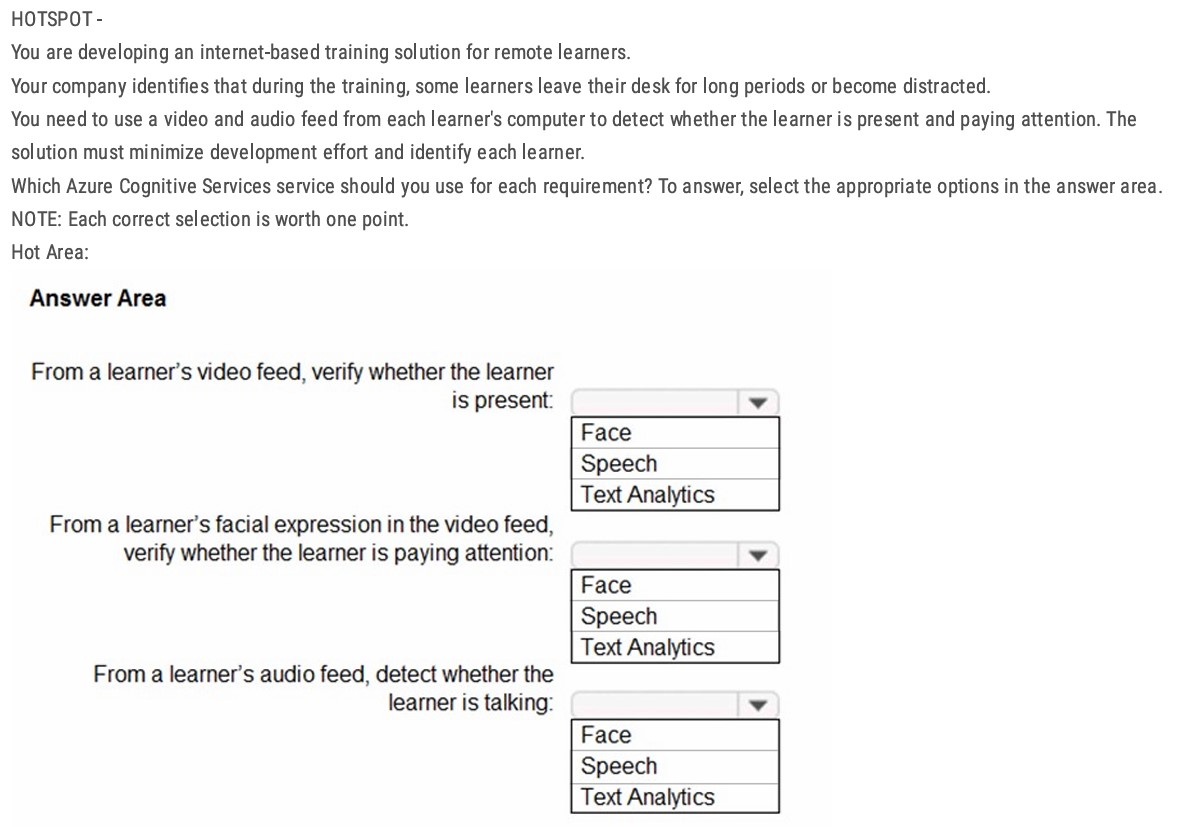 HOTSPOT -
You are developing an internet-based training solution for remote learners.
Your company identifies that during the training, some learners leave their desk for long periods or become distracted.
You need to use a video and audio feed from each learner's computer to detect whether the learner is present and paying attention. The
solution must minimize development effort and identify each learner.
Which Azure Cognitive Services service should you use for each requirement? To answer, select the appropriate options in the answer area.
NOTE: Each correct selection is worth one point.
Hot Area:
Answer Area
From a learner's video feed, verify whether the learner
is present:
Face
Speech
Text Analytics
From a learner's facial expression in the video feed,
verify whether the learner is paying attention:
Face
Speech
Text Analytics
From a learner's audio feed, detect whether the
learner is talking:
Face
Speech
Text Analytics